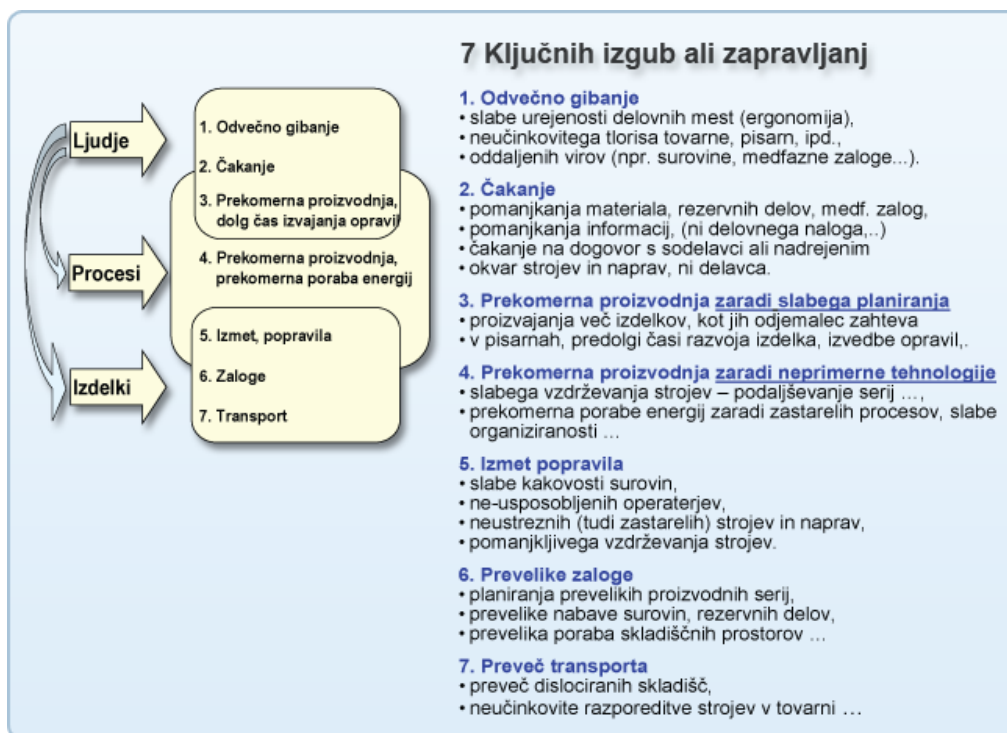 7 Ključnih izgub ali zapravljanj
Ljudje
Procesi
Izdelki
1. Odvečno gibanje
2. Čakanje
3. Prekomerna proizvodnja,
dolg čas izvajanja opravil
4. Prekomerna proizvodnja,
prekomerna poraba energij
5. Izmet, popravila
6. Zaloge
7. Transport
1. Odvečno gibanje
• slabe urejenosti delovnih mest (ergonomija),
• neučinkovitega tlorisa tovarne, pisarn, ipd.,
• oddaljenih virov (npr. surovine, medfazne zaloge...).
2. Čakanje
• pomanjkanja materiala, rezervnih delov, medf. zalog,
• pomanjkanja informacij, (ni delovnega naloga,..)
• čakanje na dogovor s sodelavci ali nadrejenim
• okvar strojev in naprav, ni delavca.
3. Prekomerna proizvodnja zaradi slabega planiranja
• proizvajanja več izdelkov, kot jih odjemalec zahteva
• v pisarnah, predolgi časi razvoja izdelka, izvedbe opravil,.
4. Prekomerna proizvodnja zaradi neprimerne tehnologije
• slabega vzdrževanja strojev – podaljševanje serij …,
• prekomerna porabe energij zaradi zastarelih procesov, slabe
organiziranosti …
5. Izmet popravila
• slabe kakovosti surovin,
• ne-usposobljenih operaterjev,
• neustreznih (tudi zastarelih) strojev in naprav,
• pomanjkljivega vzdrževanja strojev.
6. Prevelike zaloge
• planiranja prevelikih proizvodnih serij,
• prevelike nabave surovin, rezervnih delov,
• prevelika poraba skladiščnih prostorov …
7. Preveč transporta
• preveč dislociranih skladišč,
• neučinkovite razporeditve strojev v tovarni …